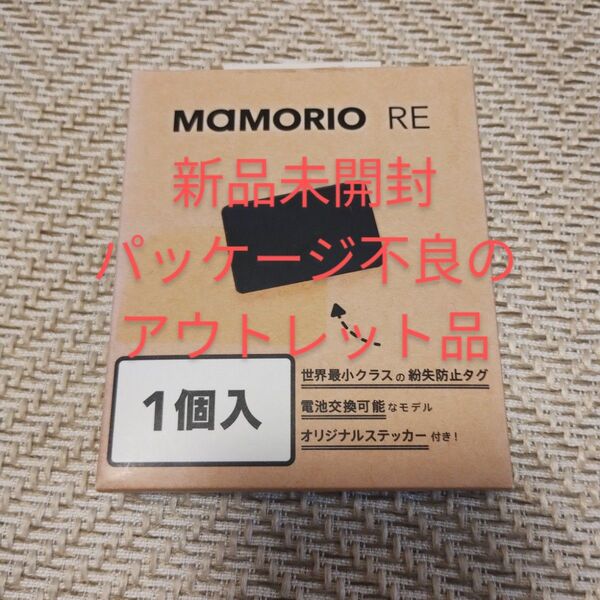 MAMORIO RE
新品未開封
パッケージ不良の
アウトレット品
世界最小クラスの紛失防止タグ
1個入
電池交換可能なモデル
オリジナルステッカー付き!